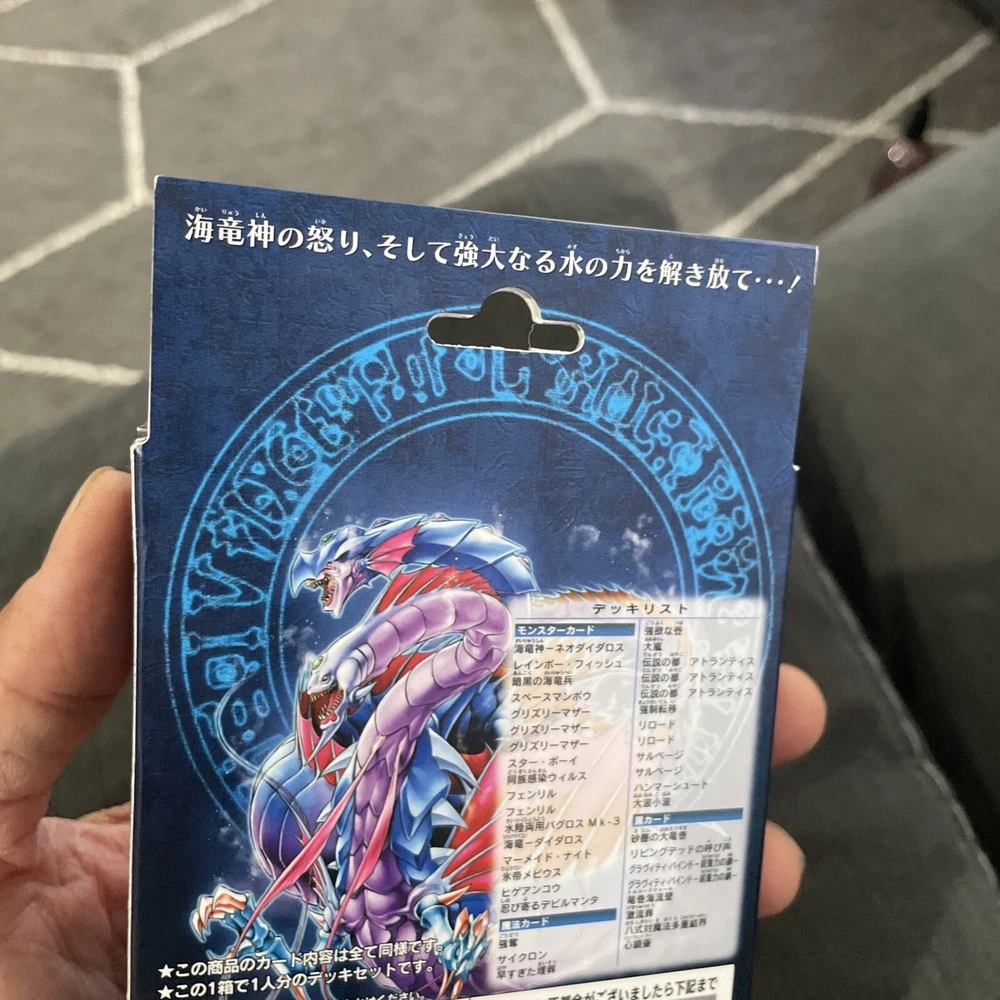 海竜神の怒り、そして強大なる水の力を解き放て…！
デッキリスト
モンスターカード
海竜神－ネオダイダロス
レインボー・フィッシュ
暗黒の海竜兵
スペースマンボウ
グリズリーマザー
グリズリーマザー
グリズリーマザー
スター・ボーイ
同族感染ウィルス
フェンリル
フェンリル
水陸両用バグロス Mk-3
海竜－ダイダロス
マーメイド・ナイト
氷帝メビウス
ヒゲアンコウ
忍び寄るデビルマンタ
魔法カード
強奪
サイクロン
早すぎた埋葬
強欲な壺
大嵐
伝説の都 アトランティス
伝説の都 アトランティス
伝説の都 アトランティス
強制転移
リロード
リロード
サルベージ
サルベージ
ハンマーシュート
大波小波
罠カード
砂塵の大竜巻
リビングデッドの呼び声
グラヴィティ・バインド－超重力の網－
グラヴィティ・バインド－超重力の網－
竜巻海流壁
激流葬
八式対魔法多重結界
心鎮壷
★この商品のカード内容は全て同様です。
★この1箱で1人分のデッキセットです。
がございましたら下記まで
ください。